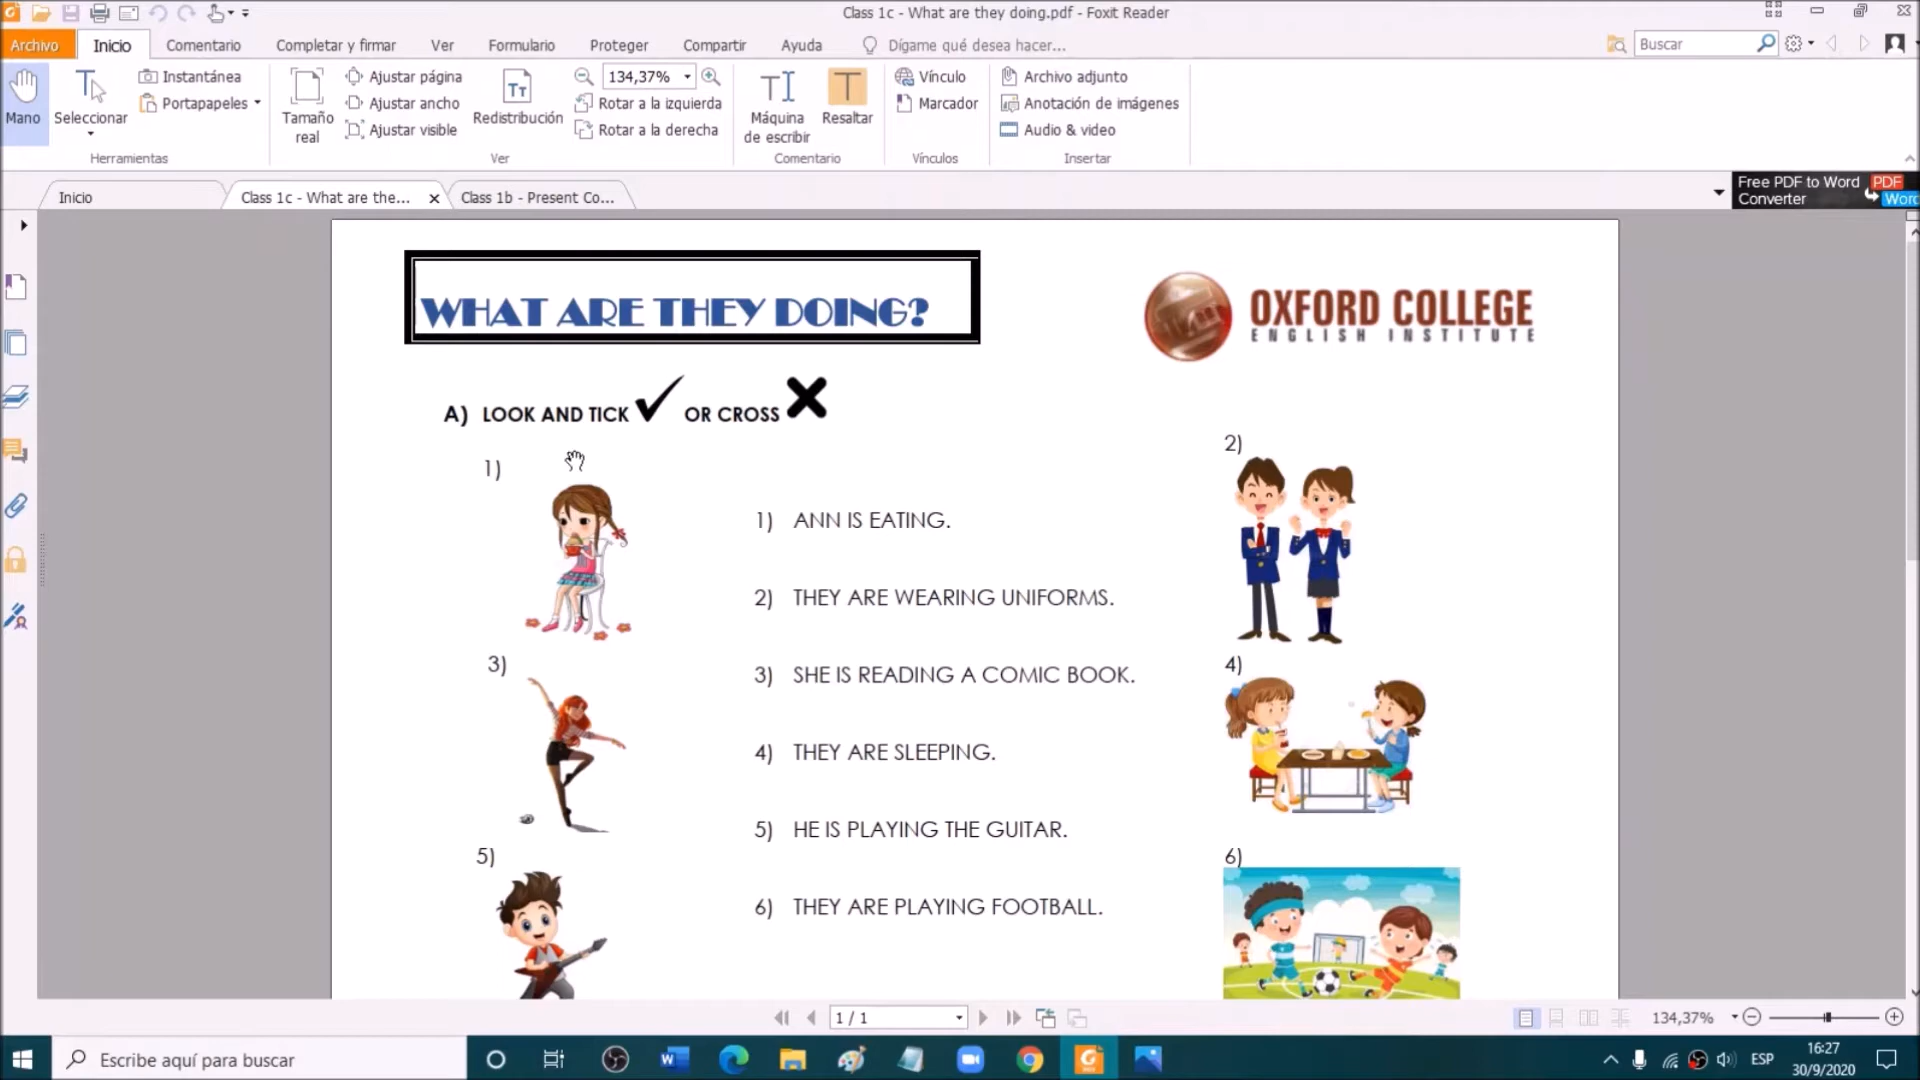 Class 1c - What are they doing.pdf - Foxit Reader
Archivo Inicio Comentario Completar y firmar Ver Formulario Proteger Compartir Ayuda Dígame qué desea hacer... Buscar
Mano
Seleccionar
Instantánea
Portapapeles
Herramientas
Tamaño
real
Ajustar página
Ajustar ancho
Ajustar visible
Redistribución
134,37%
Rotar a la izquierda
Rotar a la derecha
Ver
Máquina
de escribir
Resaltar
Comentario
Vínculo
Marcador
Vínculos
Archivo adjunto
Anotación de imágenes
Audio & video
Insertar
Inicio Class 1c - What are the... Class 1b - Present Co...
Free PDF to Word
Converter
PDF
Word
WHAT ARE THEY DOING?
OXFORD COLLEGE
ENGLISH INSTITUTE
A) LOOK AND TICK OR CROSS
1)
2)
1) ANN IS EATING.
2) THEY ARE WEARING UNIFORMS.
3)
3) SHE IS READING A COMIC BOOK.
4)
4) THEY ARE SLEEPING.
5) HE IS PLAYING THE GUITAR.
5)
6)
6) THEY ARE PLAYING FOOTBALL.
1 / 1
134,37%
Escribe aquí para buscar
ESP
16:27
30/9/2020